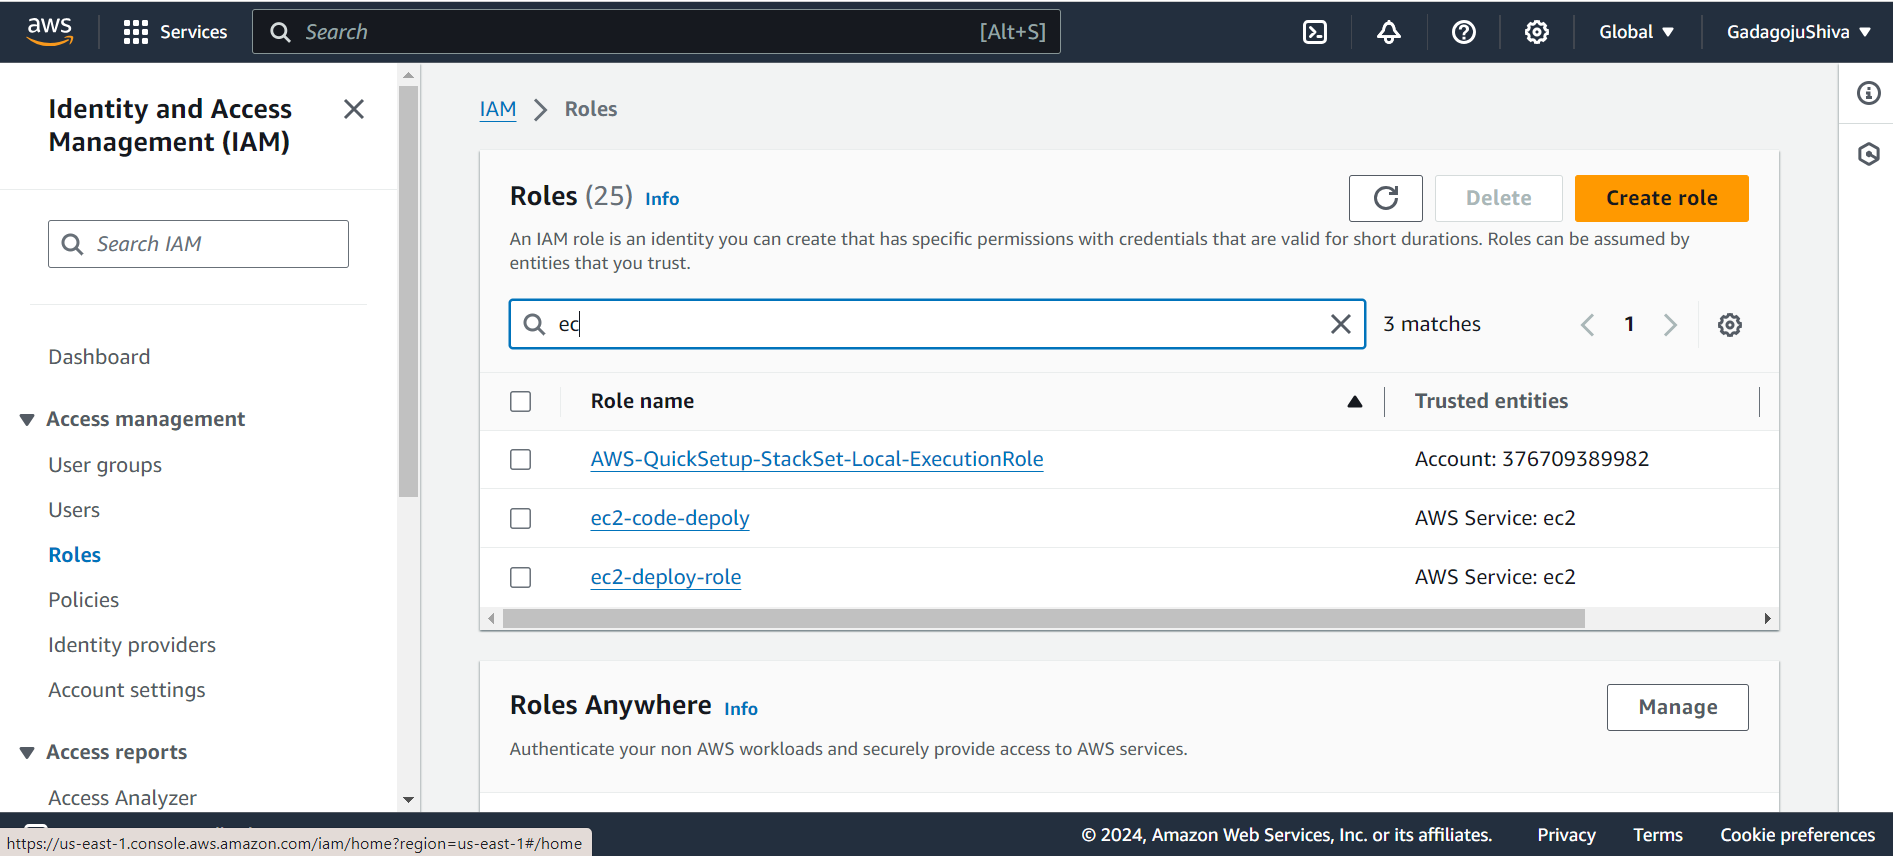 aws
Services
Search
[Alt+S]
Global
GadagojuShiva
Identity and Access
Management (IAM)
Search IAM
Dashboard
Access management
User groups
Users
Roles
Policies
Identity providers
Account settings
Access reports
Access Analyzer
IAM
Roles
Roles (25) Info
Delete
Create role
An IAM role is an identity you can create that has specific permissions with credentials that are valid for short durations. Roles can be assumed by
entities that you trust.
ec
3 matches
1
Role name
Trusted entities
AWS-QuickSetup-StackSet-Local-ExecutionRole
Account: 376709389982
ec2-code-depoly
AWS Service: ec2
ec2-deploy-role
AWS Service: ec2
Roles Anywhere Info
Manage
Authenticate your non AWS workloads and securely provide access to AWS services.
https://us-east-1.console.aws.amazon.com/iam/home?region=us-east-1#/home
© 2024, Amazon Web Services, Inc. or its affiliates.
Privacy
Terms
Cookie preferences